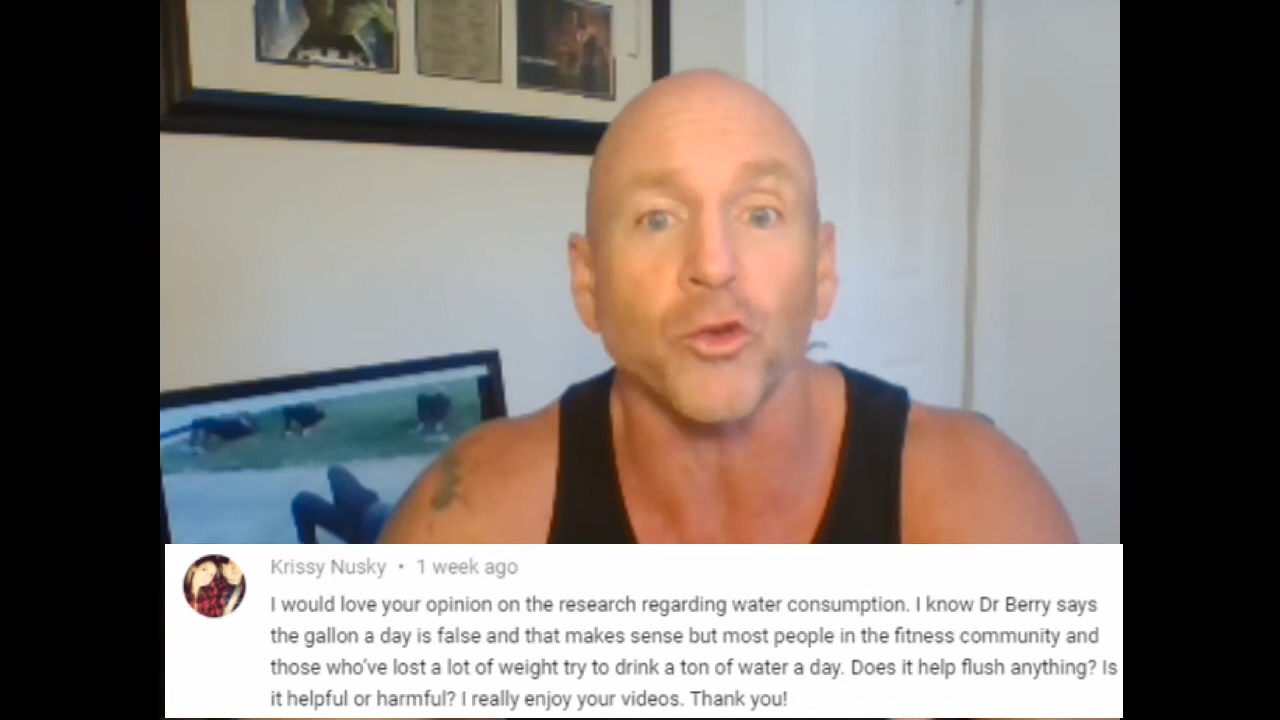 Krissy Nusky • 1 week ago
I would love your opinion on the research regarding water consumption. I know Dr Berry says
the gallon a day is false and that makes sense but most people in the fitness community and
those who've lost a lot of weight try to drink a ton of water a day. Does it help flush anything? Is
it helpful or harmful? I really enjoy your videos. Thank you!